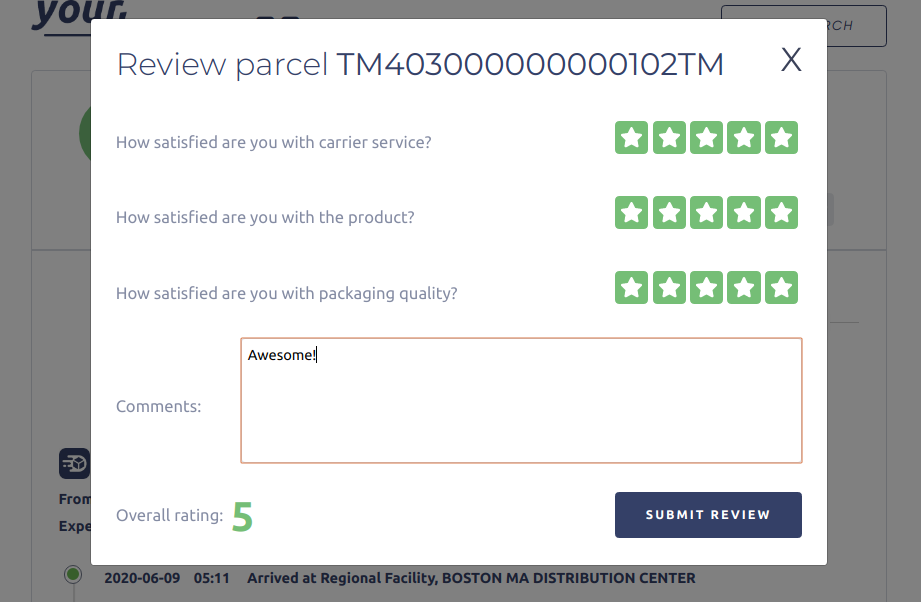 your.
RCH
Review parcel TM403000000000102TM
X
How satisfied are you with carrier service?
How satisfied are you with the product?
How satisfied are you with packaging quality?
Comments:
Awesome!
Overall rating: 5
SUBMIT REVIEW
From
Expe
2020-06-09 05:11 Arrived at Regional Facility, BOSTON MA DISTRIBUTION CENTER